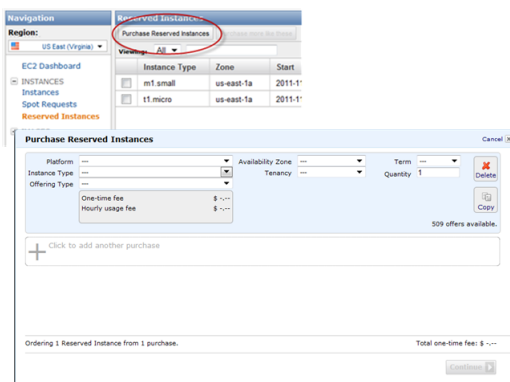 Navigation
Region:
US East (Virginia)
EC2 Dashboard
INSTANCES
Instances
Spot Requests
Reserved Instances
Reserved Instances
Purchase Reserved Instances
Viewing: All
Instance Type Zone Start
m1.small us-east-1a 2011-1
t1.micro us-east-1a 2011-1
Purchase Reserved Instances Cancel
Platform --- Availability Zone --- Term ---
Instance Type --- Tenancy --- Quantity 1
Offering Type ---
Delete
One-time fee $ -.--
Hourly usage fee $ -.--
Copy
509 offers available.
Click to add another purchase
Ordering 1 Reserved Instance from 1 purchase. Total one-time fee: $ -.--
Continue